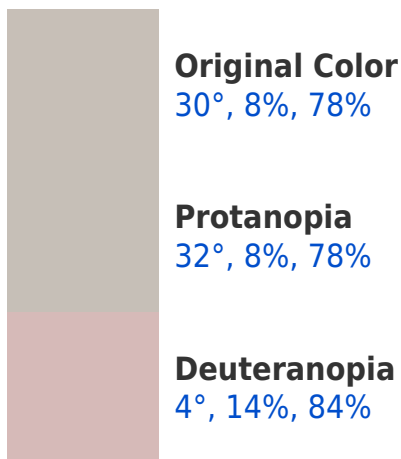 Original Color
30°, 8%, 78%
Protanopia
32°, 8%, 78%
Deuteranopia
4°, 14%, 84%